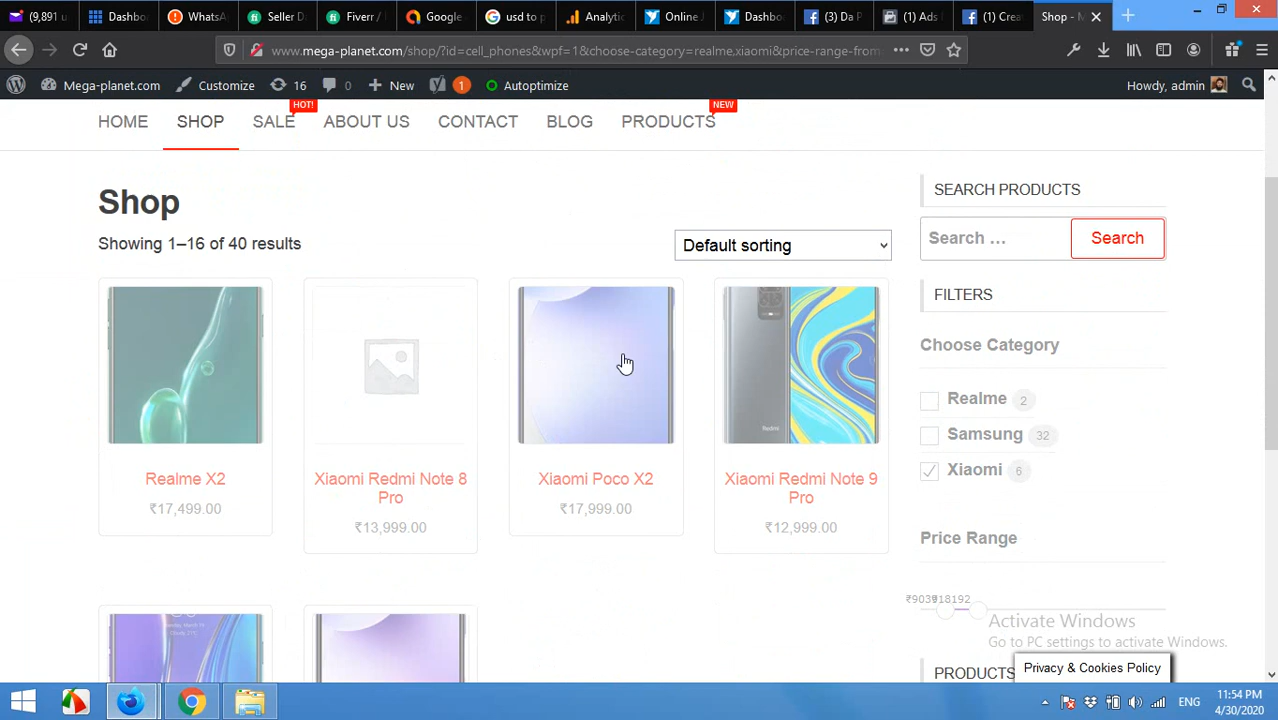 (9,891 u
Dashbo
WhatsA
Seller Da
Fiverr /
Google
usd to p
Analytic
Online J
Dashbo
(3) Da P
(1) Ads
(1) Crea
Shop - M
www.mega-planet.com/shop/?id=cell_phones&wpf=1&choose-category=realme,xiaomi&price-range-from
Mega-planet.com
Customize
16
0
New
1
Autoptimize
Howdy, admin
HOT!
NEW
HOME SHOP SALE ABOUT US CONTACT BLOG PRODUCTS
Shop
Showing 1–16 of 40 results
Default sorting
Realme X2
₹17,499.00
Xiaomi Redmi Note 8
Pro
₹13,999.00
Xiaomi Poco X2
₹17,999.00
Redmi
Xiaomi Redmi Note 9
Pro
₹12,999.00
SEARCH PRODUCTS
Search …
Search
FILTERS
Choose Category
Realme 2
Samsung 32
Xiaomi 6
Price Range
Activate Windows
Go to PC settings to activate Windows.
PRODUCTS
Privacy & Cookies Policy
ENG
11:54 PM
4/30/2020